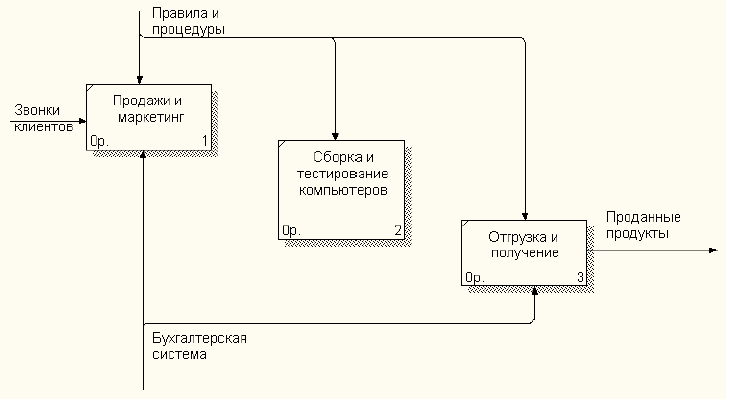 Правила и
процедуры
Звонки
клиентов
Продажи и
маркетинг
0р. 1
Сборка и
тестирование
компьютеров
0р. 2
Отгрузка и
получение
0р. 3
Проданные
продукты
Бухгалтерская
система